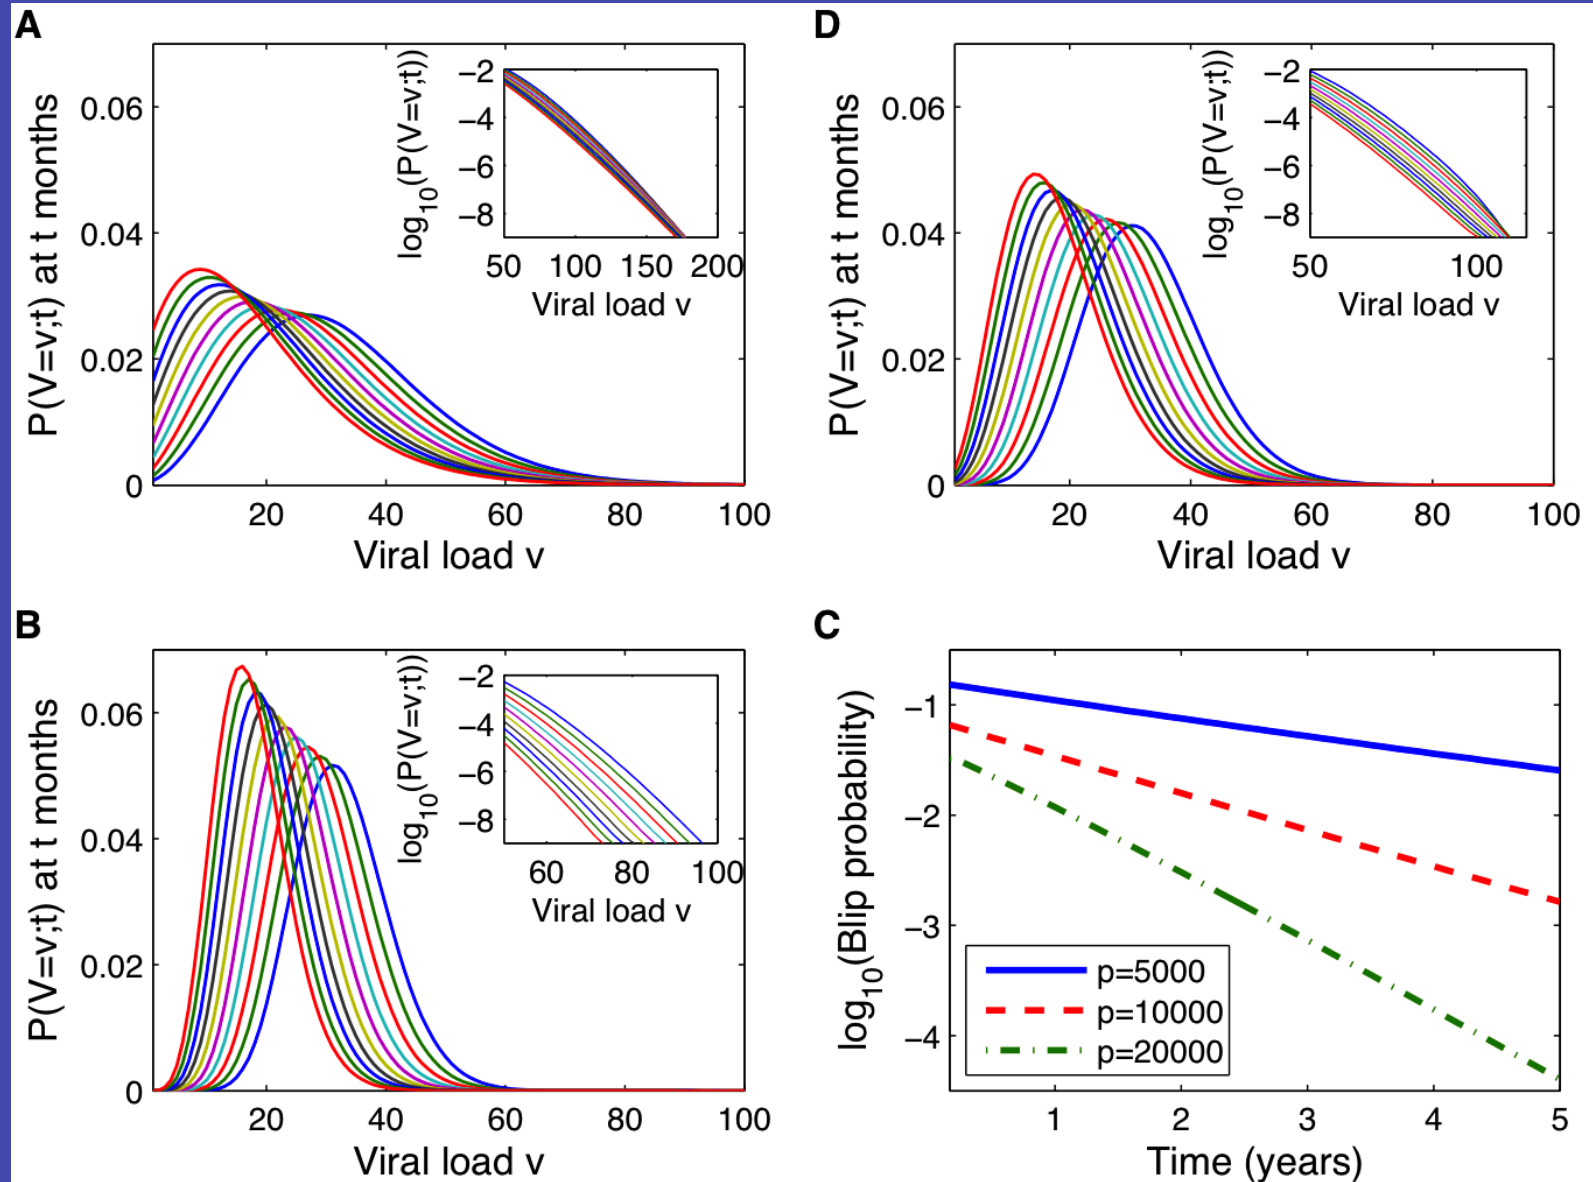 A
P(V=v;t) at t months
0.06
0.04
0.02
0
20 40 60 80 100
Viral load v
log10(P(V=v;t))
−2
−4
−6
−8
50 100 150 200
Viral load v
D
P(V=v;t) at t months
0.06
0.04
0.02
0
20 40 60 80 100
Viral load v
log10(P(V=v;t))
−2
−4
−6
−8
50 100
Viral load v
B
P(V=v;t) at t months
0.06
0.04
0.02
0
20 40 60 80 100
Viral load v
log10(P(V=v;t))
−2
−4
−6
−8
60 80 100
Viral load v
C
log10(Blip probability)
−1
−2
−3
−4
p=5000
p=10000
p=20000
1 2 3 4 5
Time (years)